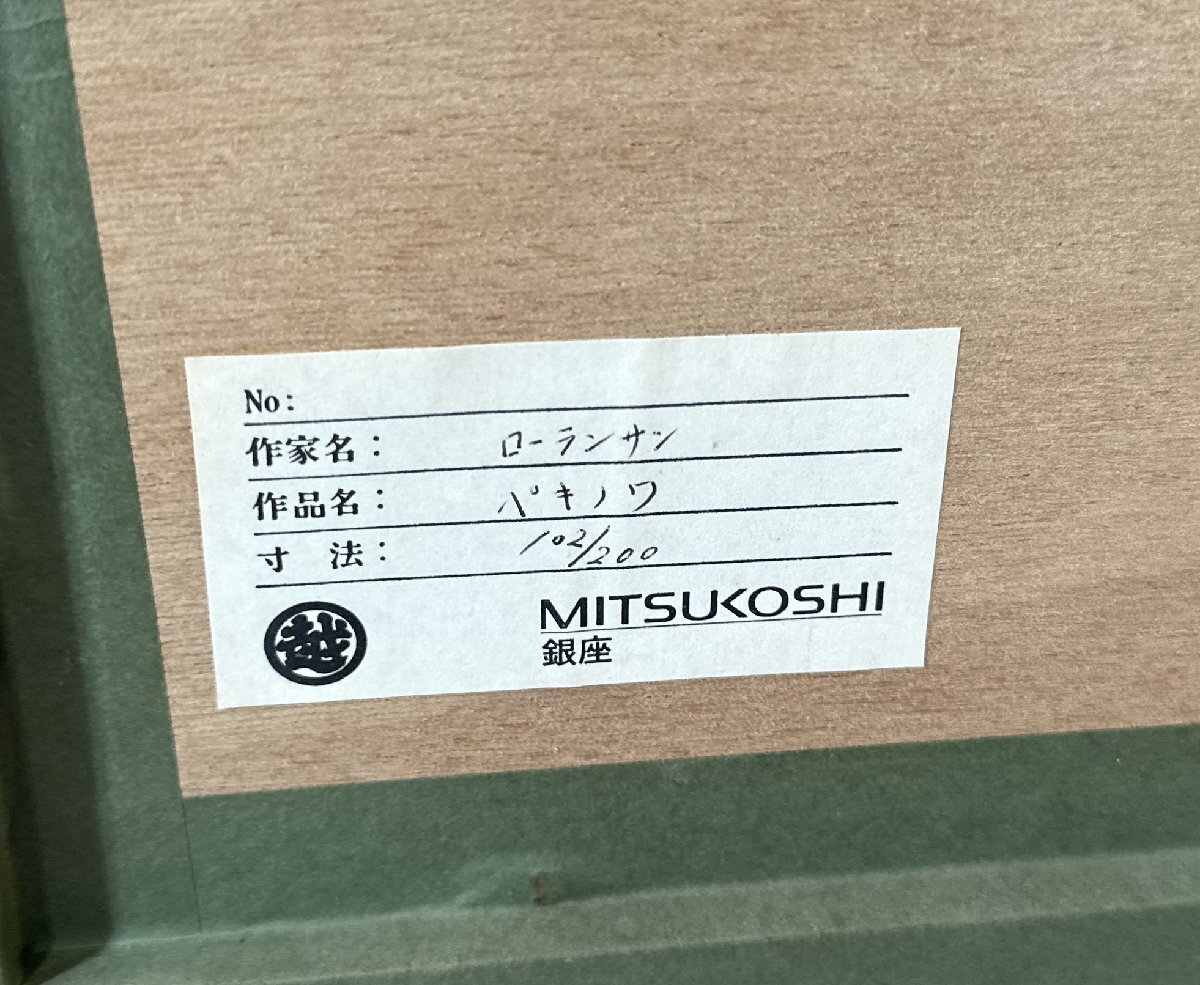 No:
作家名： ローランサン
作品名： パキノワ
寸　法： 102/200
越
MITSUKOSHI
銀座